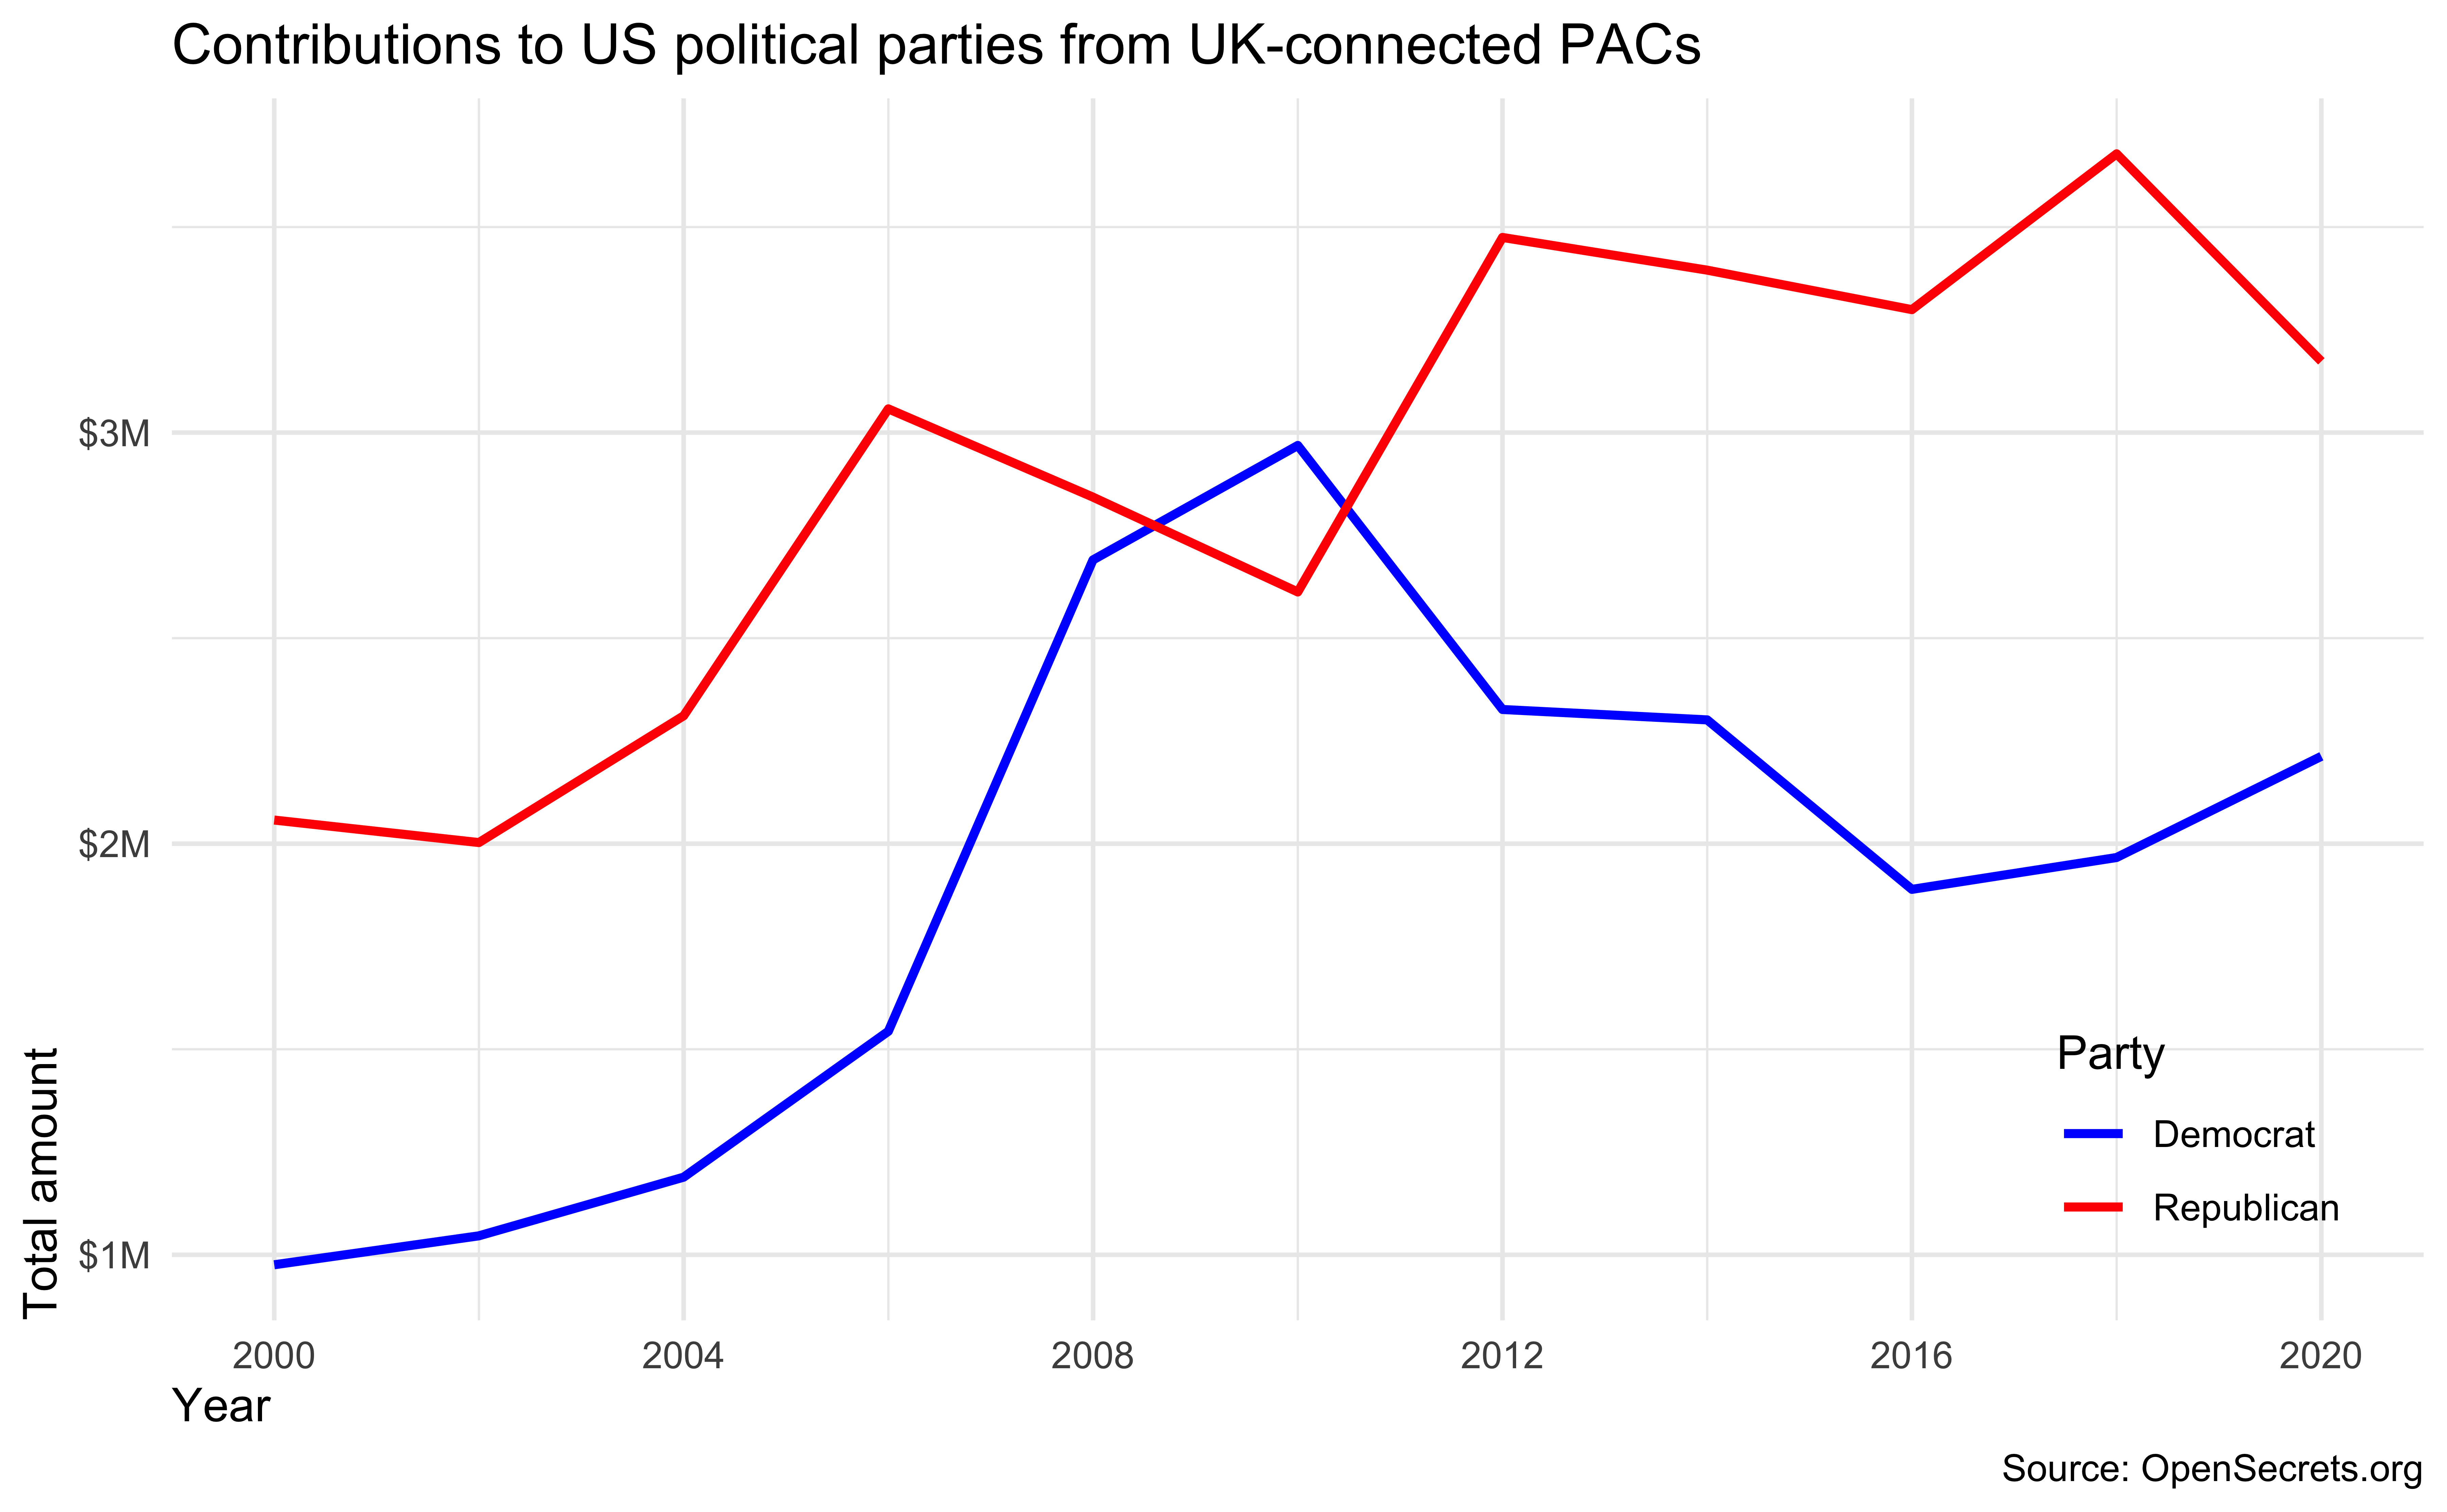 Contributions to US political parties from UK-connected PACs
$3M
$2M
$1M
Total amount
Party
Democrat
Republican
2000 2004 2008 2012 2016 2020
Year
Source: OpenSecrets.org